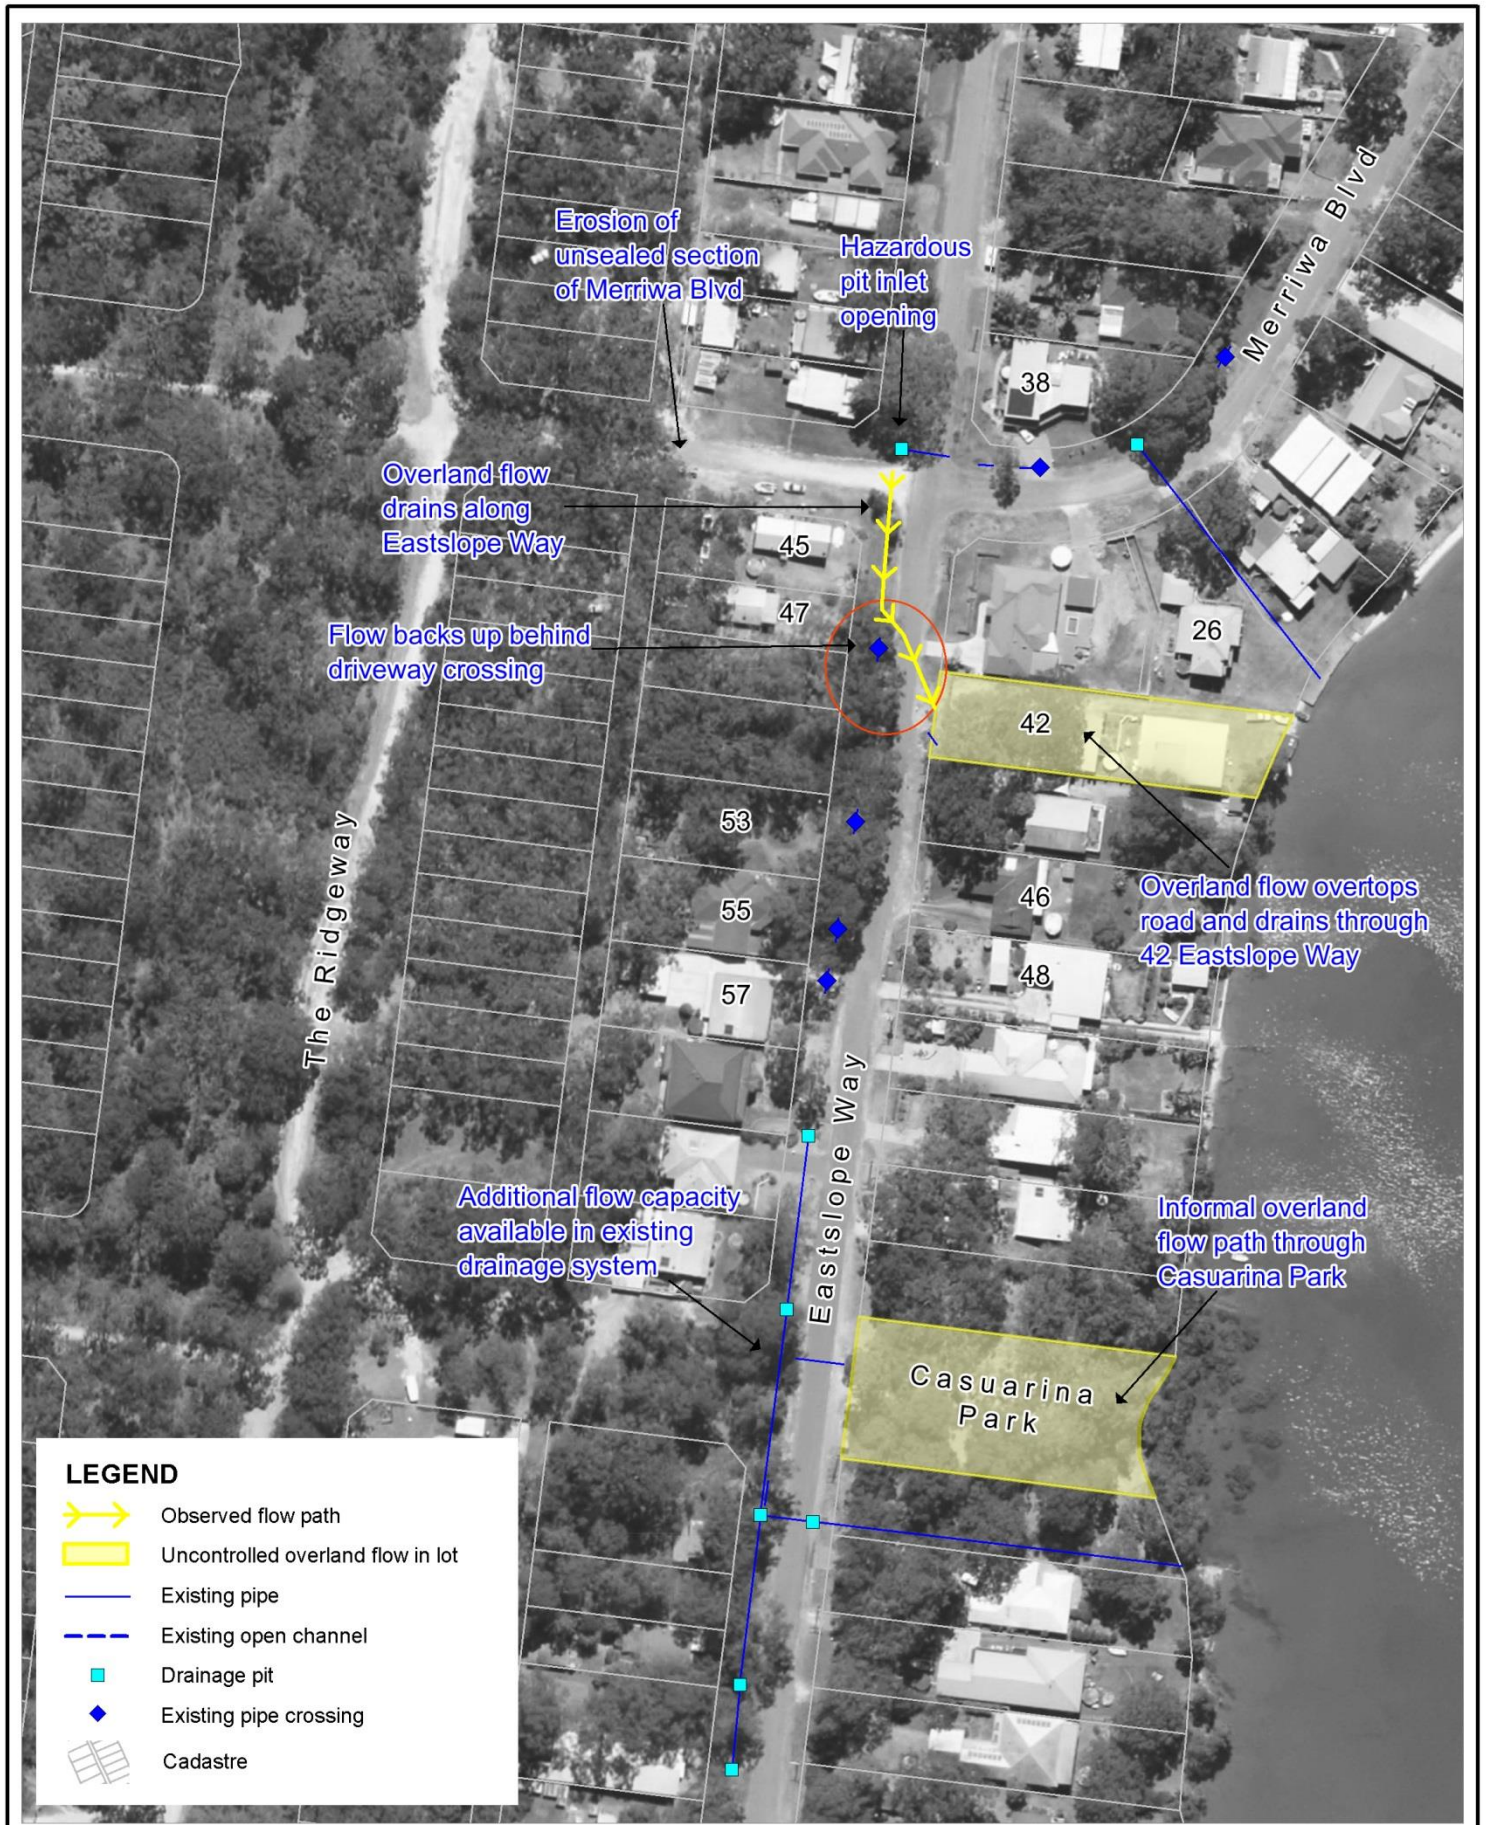 Merriwa Blvd
Erosion of
unsealed section
of Merriwa Blvd
Hazardous
pit inlet
opening
38
Overland flow
drains along
Eastslope Way
45
47
26
Flow backs up behind
driveway crossing
42
53
55
46
Overland flow overtops
road and drains through
42 Eastslope Way
48
57
The Ridgeway
Eastslope Way
Additional flow capacity
available in existing
drainage system
Informal overland
flow path through
Casuarina Park
Casuarina
Park
LEGEND
Observed flow path
Uncontrolled overland flow in lot
Existing pipe
Existing open channel
Drainage pit
Existing pipe crossing
Cadastre